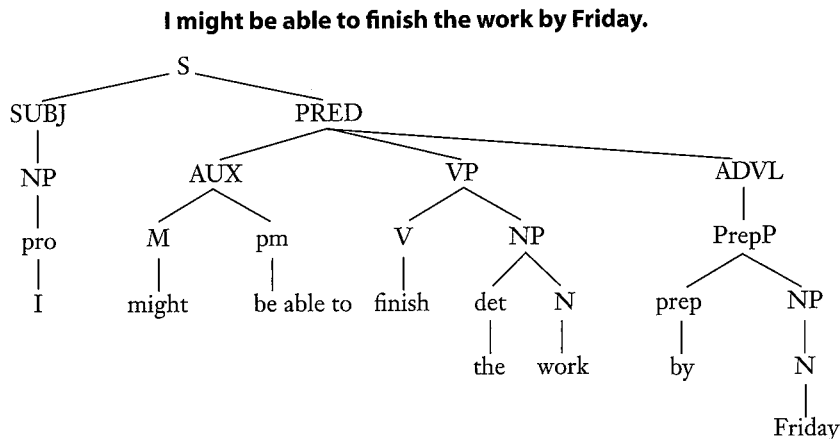 I might be able to finish the work by Friday.
S
SUBJ PRED
NP AUX VP ADVL
pro M pm V NP PrepP
I might be able to finish det N prep NP
the work by N
Friday